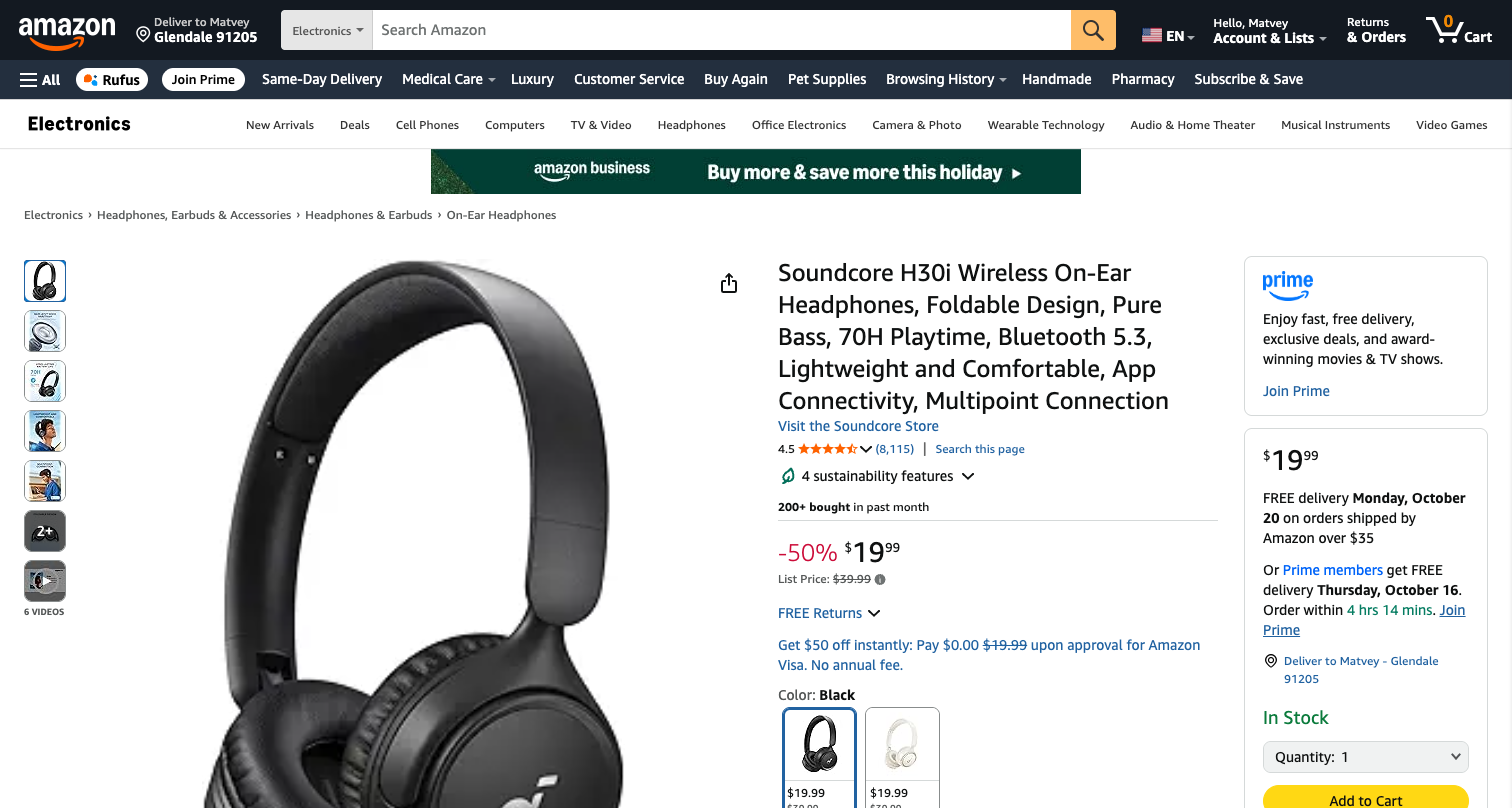 amazon
Deliver to Matvey
Glendale 91205
Electronics
Search Amazon
EN
Hello, Matvey
Account & Lists
Returns
& Orders
0
Cart
All
Rufus
Join Prime
Same-Day Delivery
Medical Care
Luxury
Customer Service
Buy Again
Pet Supplies
Browsing History
Handmade
Pharmacy
Subscribe & Save
Electronics
New Arrivals
Deals
Cell Phones
Computers
TV & Video
Headphones
Office Electronics
Camera & Photo
Wearable Technology
Audio & Home Theater
Musical Instruments
Video Games
amazon business
Buy more & save more this holiday
Electronics › Headphones, Earbuds & Accessories › Headphones & Earbuds › On-Ear Headphones
70H
2+
6 VIDEOS
Soundcore H30i Wireless On-Ear
Headphones, Foldable Design, Pure
Bass, 70H Playtime, Bluetooth 5.3,
Lightweight and Comfortable, App
Connectivity, Multipoint Connection
Visit the Soundcore Store
4.5 (8,115) | Search this page
4 sustainability features
200+ bought in past month
-50% $19 99
List Price: $39.99
FREE Returns
Get $50 off instantly: Pay $0.00 $19.99 upon approval for Amazon
Visa. No annual fee.
Color: Black
$19.99
$19.99
prime
Enjoy fast, free delivery,
exclusive deals, and award-
winning movies & TV shows.
Join Prime
$19 99
FREE delivery Monday, October
20 on orders shipped by
Amazon over $35
Or Prime members get FREE
delivery Thursday, October 16.
Order within 4 hrs 14 mins. Join
Prime
Deliver to Matvey - Glendale
91205
In Stock
Quantity: 1
Add to Cart